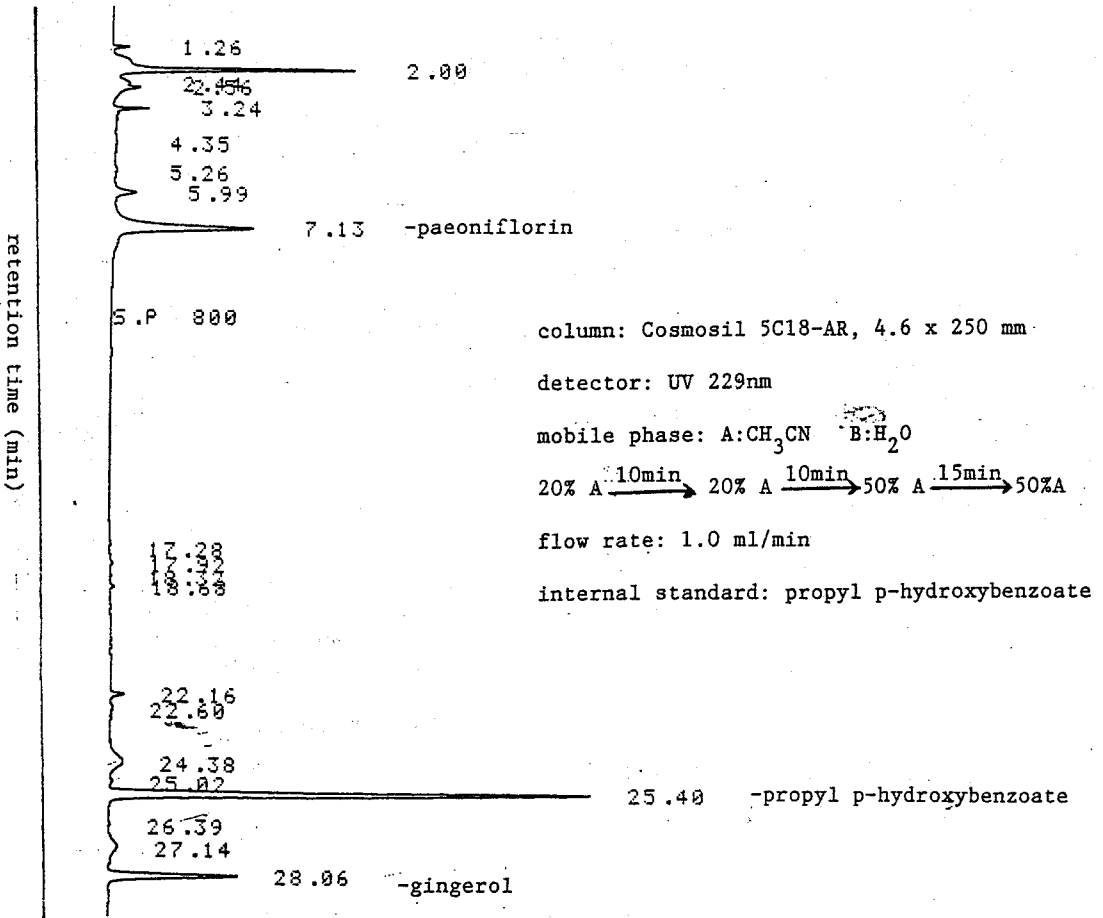 1.26
2.00
3.24
4.35
5.26
5.99
7.13 -paeoniflorin
S.P 800
column: Cosmosil 5C18-AR, 4.6 x 250 mm
detector: UV 229nm
mobile phase: A:CH₃CN B:H₂O
20% A 10min 20% A 10min 50% A 15min 50%A
flow rate: 1.0 ml/min
internal standard: propyl p-hydroxybenzoate
17.28
18.68
22.16
22.60
24.38
25.02
25.40 -propyl p-hydroxybenzoate
26.39
27.14
28.06 -gingerol
retention time (min)